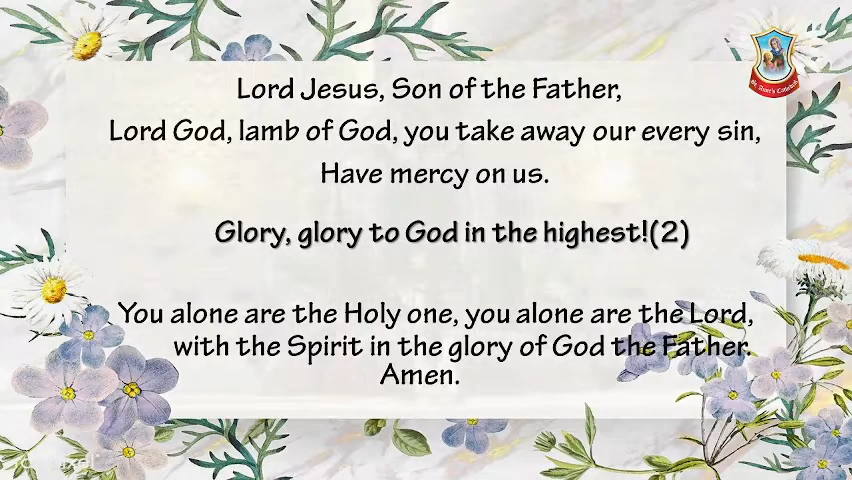 Lord Jesus, Son of the Father,
Lord God, lamb of God, you take away our every sin,
Have mercy on us.
Glory, glory to God in the highest!(2)
You alone are the Holy one, you alone are the Lord,
with the Spirit in the glory of God the Father.
Amen.